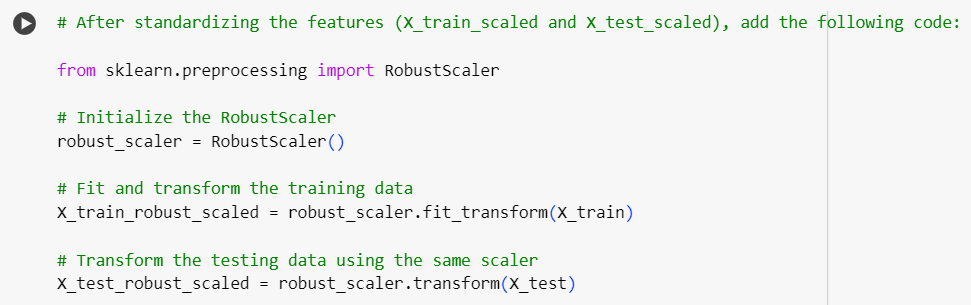 # After standardizing the features (X_train_scaled and X_test_scaled), add the following code:
from sklearn.preprocessing import RobustScaler
# Initialize the RobustScaler
robust_scaler = RobustScaler()
# Fit and transform the training data
X_train_robust_scaled = robust_scaler.fit_transform(X_train)
# Transform the testing data using the same scaler
X_test_robust_scaled = robust_scaler.transform(X_test)